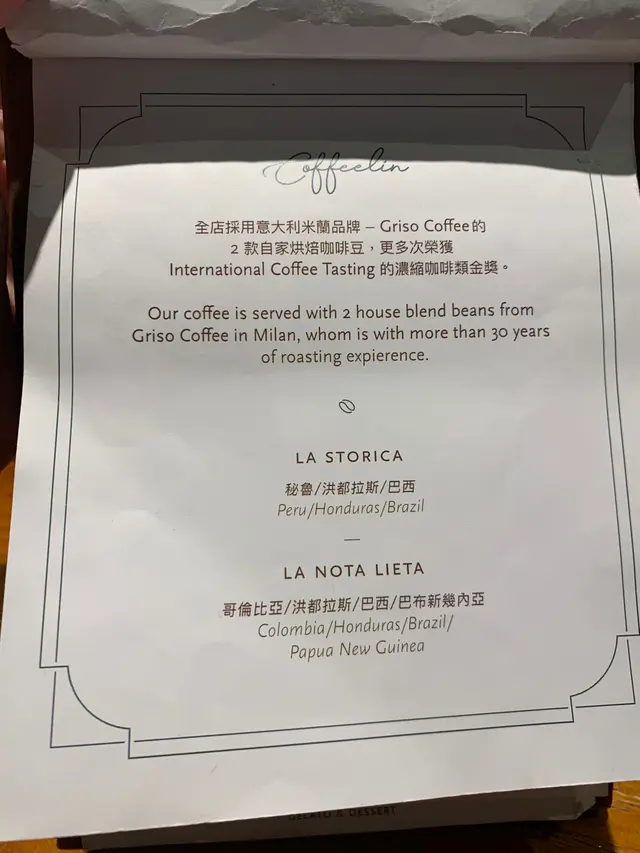 Coffeelin
全店採用意大利米蘭品牌 – Griso Coffee的
2 款自家烘焙咖啡豆，更多次榮獲
International Coffee Tasting 的濃縮咖啡類金獎。
Our coffee is served with 2 house blend beans from
Griso Coffee in Milan, whom is with more than 30 years
of roasting expierence.
LA STORICA
秘魯/洪都拉斯/巴西
Peru/Honduras/Brazil
—
LA NOTA LIETA
哥倫比亞/洪都拉斯/巴西/巴布新幾內亞
Colombia/Honduras/Brazil/
Papua New Guinea
GELATO & DESSERT